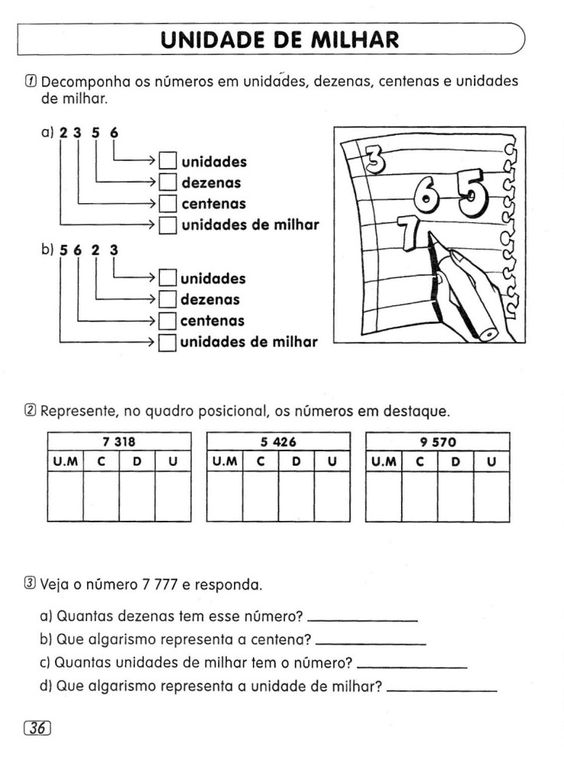 UNIDADE DE MILHAR
1 Decomponha os números em unidades, dezenas, centenas e unidades
de milhar.
a) 2 3 5 6
unidades
dezenas
centenas
unidades de milhar
b) 5 6 2 3
unidades
dezenas
centenas
unidades de milhar
3
6 5
7
2 Represente, no quadro posicional, os números em destaque.
7 318
U.M C D U
5 426
U.M C D U
9 570
U.M C D U
3 Veja o número 7 777 e responda.
a) Quantas dezenas tem esse número?
b) Que algarismo representa a centena?
c) Quantas unidades de milhar tem o número?
d) Que algarismo representa a unidade de milhar?
36